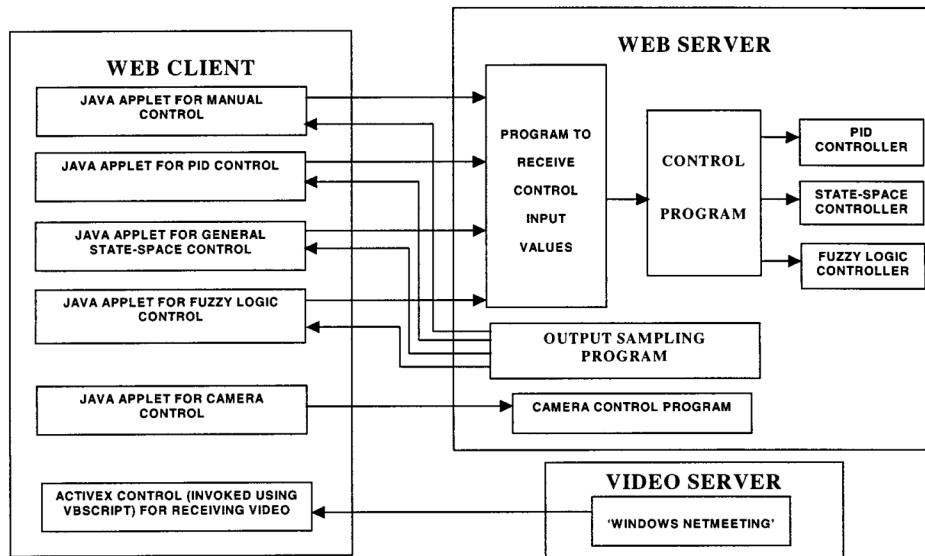 WEB CLIENT
JAVA APPLET FOR MANUAL
CONTROL
JAVA APPLET FOR PID CONTROL
JAVA APPLET FOR GENERAL
STATE-SPACE CONTROL
JAVA APPLET FOR FUZZY LOGIC
CONTROL
JAVA APPLET FOR CAMERA
CONTROL
ACTIVEX CONTROL (INVOKED USING
VBSCRIPT) FOR RECEIVING VIDEO
WEB SERVER
PROGRAM TO
RECEIVE
CONTROL
INPUT
VALUES
CONTROL
PROGRAM
PID
CONTROLLER
STATE-SPACE
CONTROLLER
FUZZY LOGIC
CONTROLLER
OUTPUT SAMPLING
PROGRAM
CAMERA CONTROL PROGRAM
VIDEO SERVER
'WINDOWS NETMEETING'